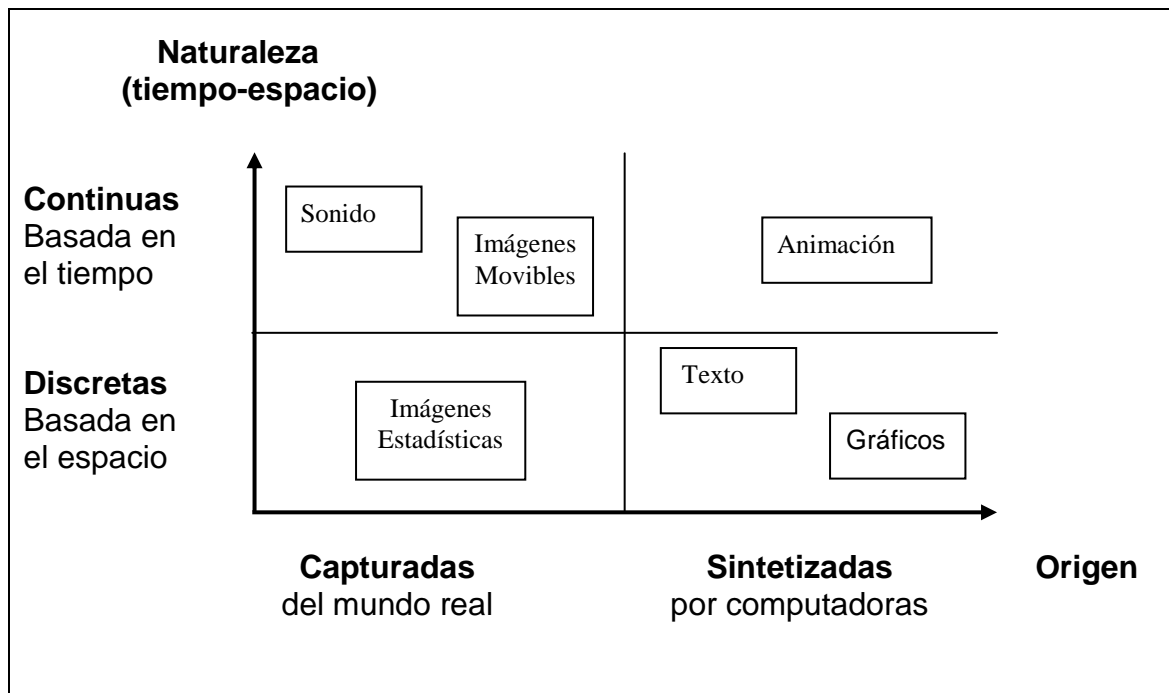 Naturaleza
(tiempo-espacio)
Continuas
Basada en
el tiempo
Sonido
Imágenes
Movibles
Animación
Discretas
Basada en
el espacio
Imágenes
Estadísticas
Texto
Gráficos
Capturadas
del mundo real
Sintetizadas
por computadoras
Origen